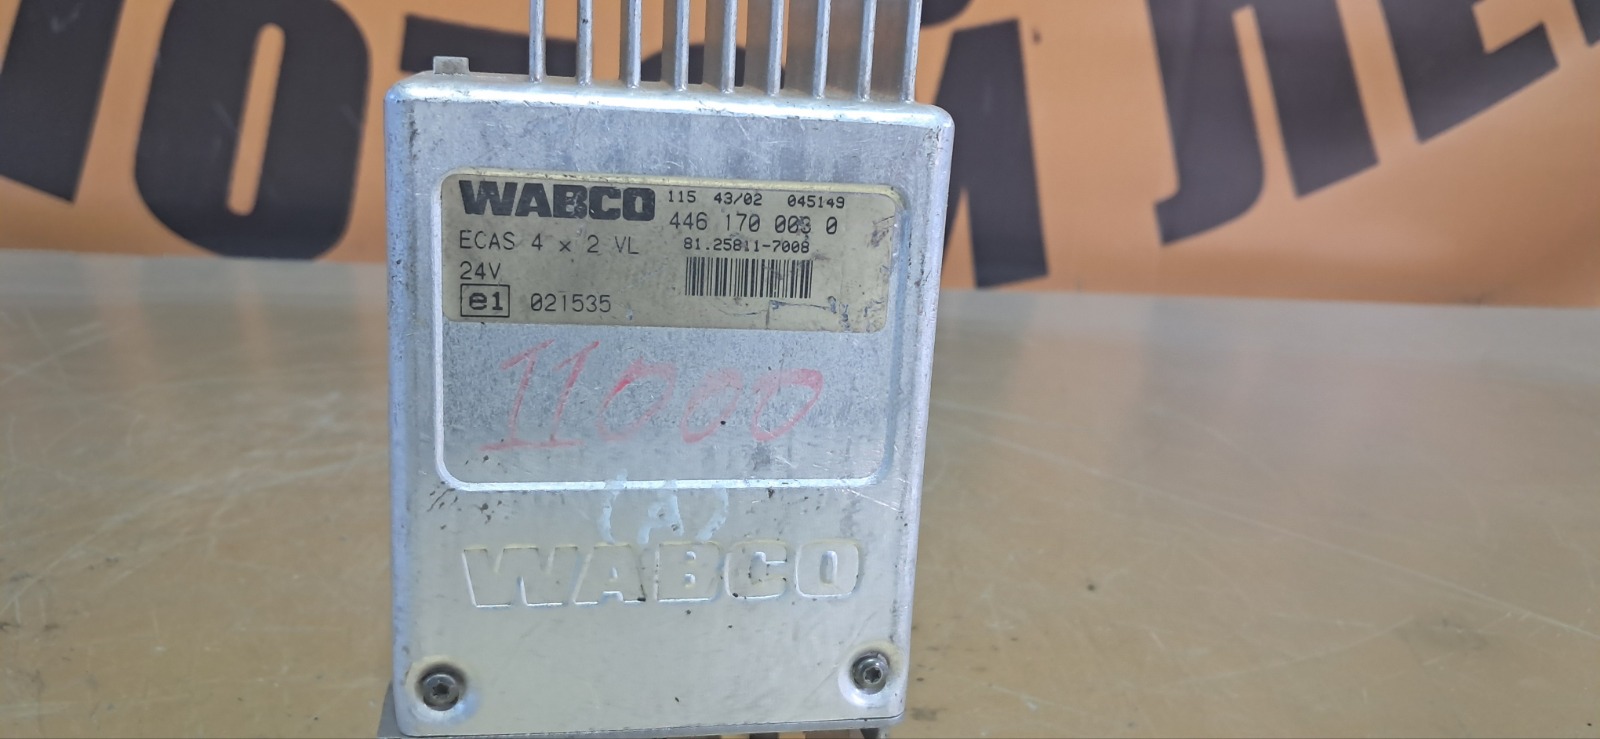 WABCO 115 43/02 045149
446 170 003 0
ECAS 4 x 2 VL 81.25811-7008
24V
e1 021535
11000
(A)
WABCO